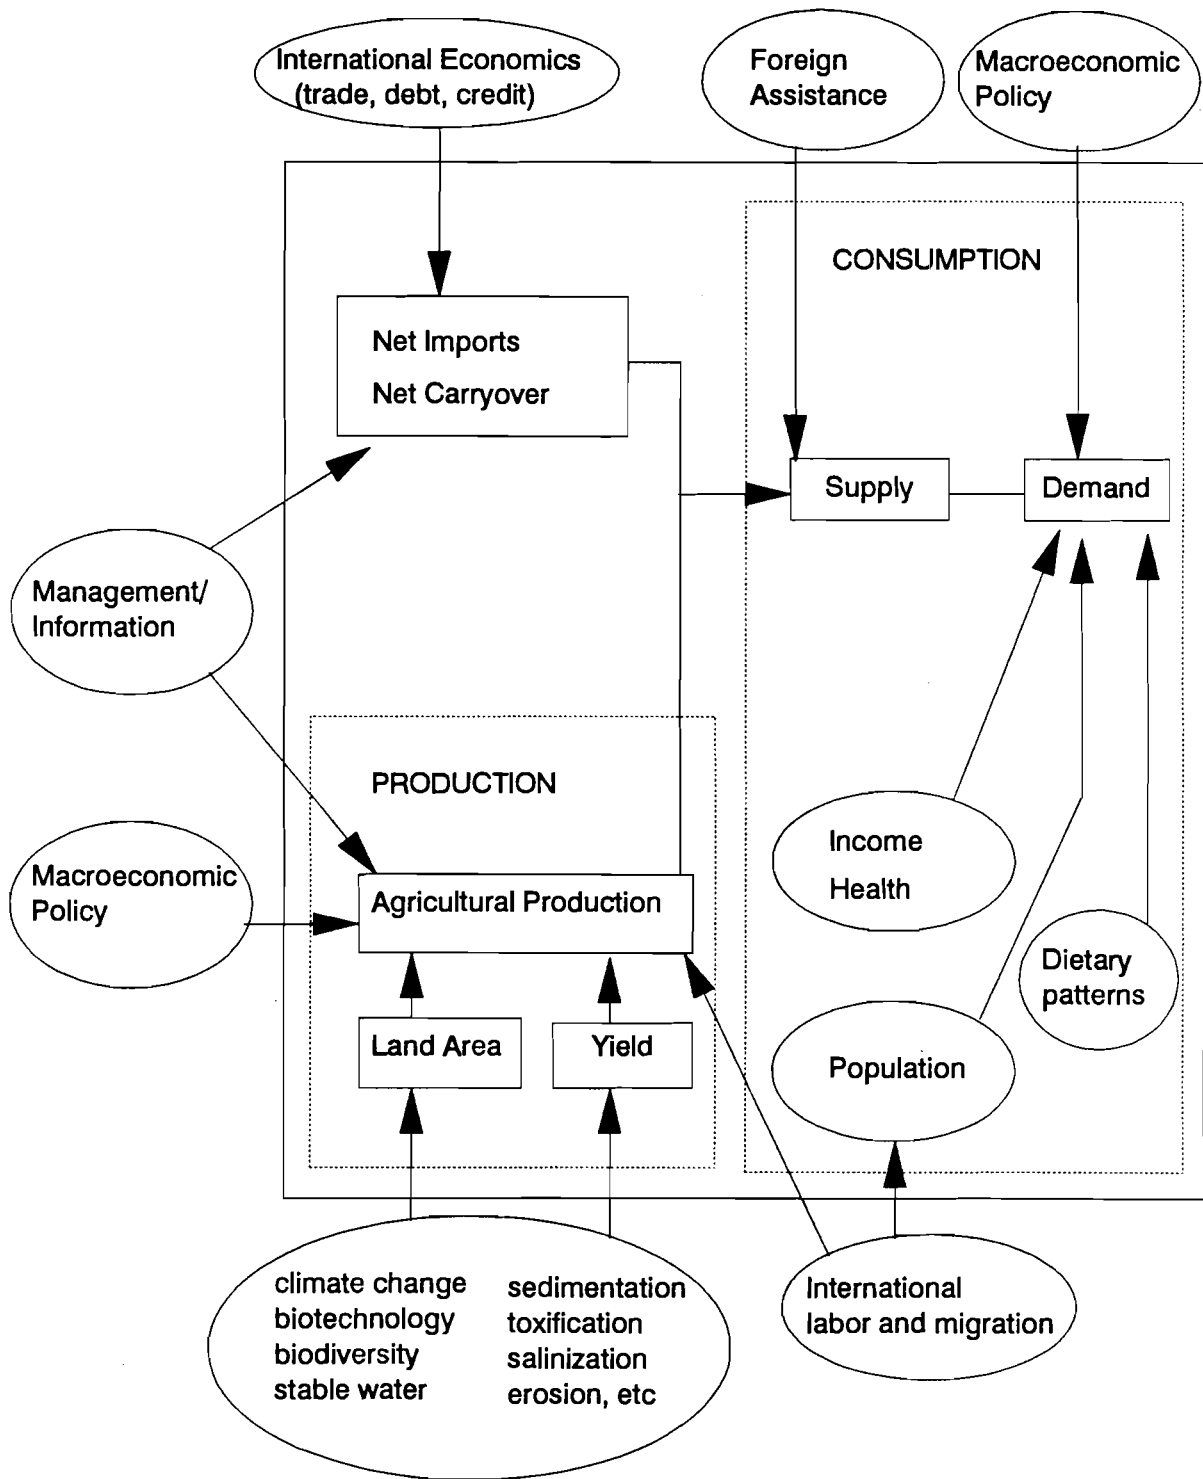 International Economics
(trade, debt, credit)
Foreign
Assistance
Macroeconomic
Policy
CONSUMPTION
Net Imports
Net Carryover
Supply
Demand
Management/
Information
PRODUCTION
Macroeconomic
Policy
Agricultural Production
Income
Health
Dietary
patterns
Land Area
Yield
Population
climate change
biotechnology
biodiversity
stable water
sedimentation
toxification
salinization
erosion, etc
International
labor and migration